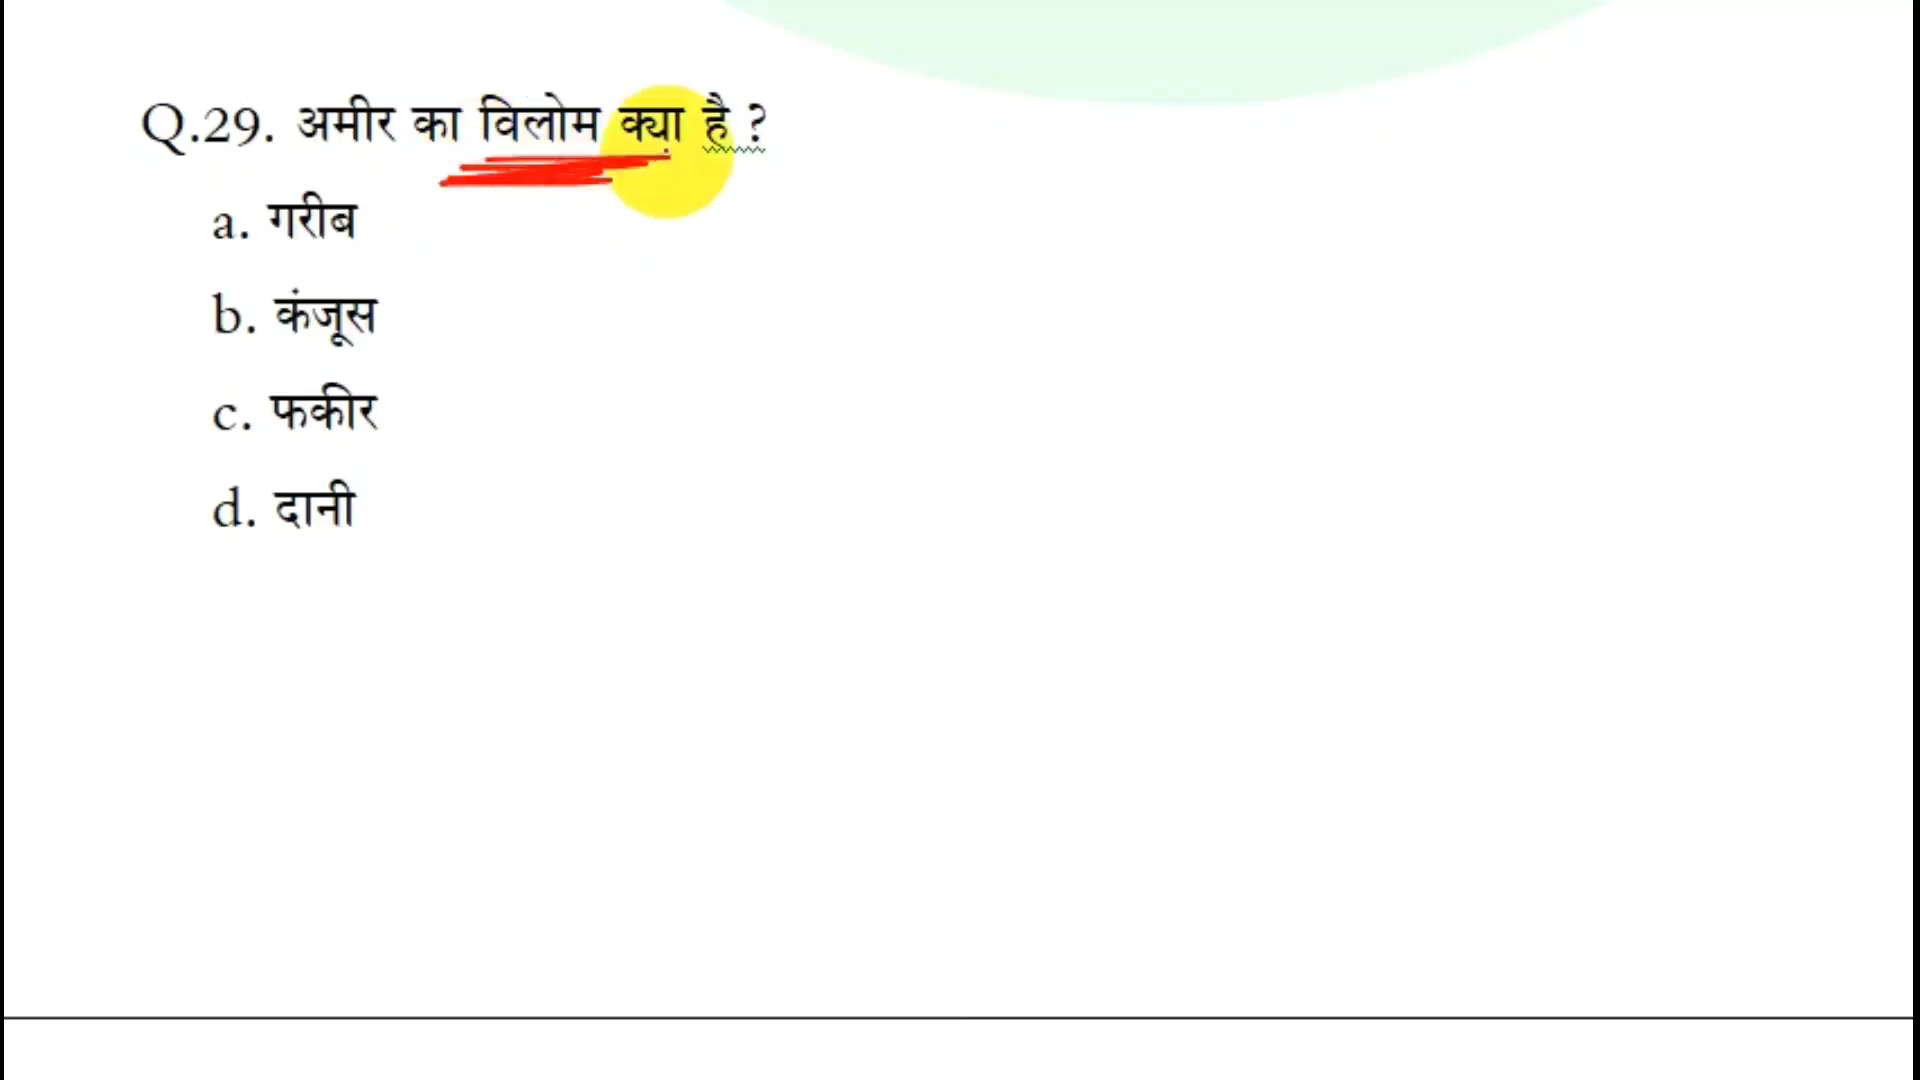 Q.29. अमीर का विलोम क्या है ?
a. गरीब
b. कंजूस
c. फकीर
d. दानी